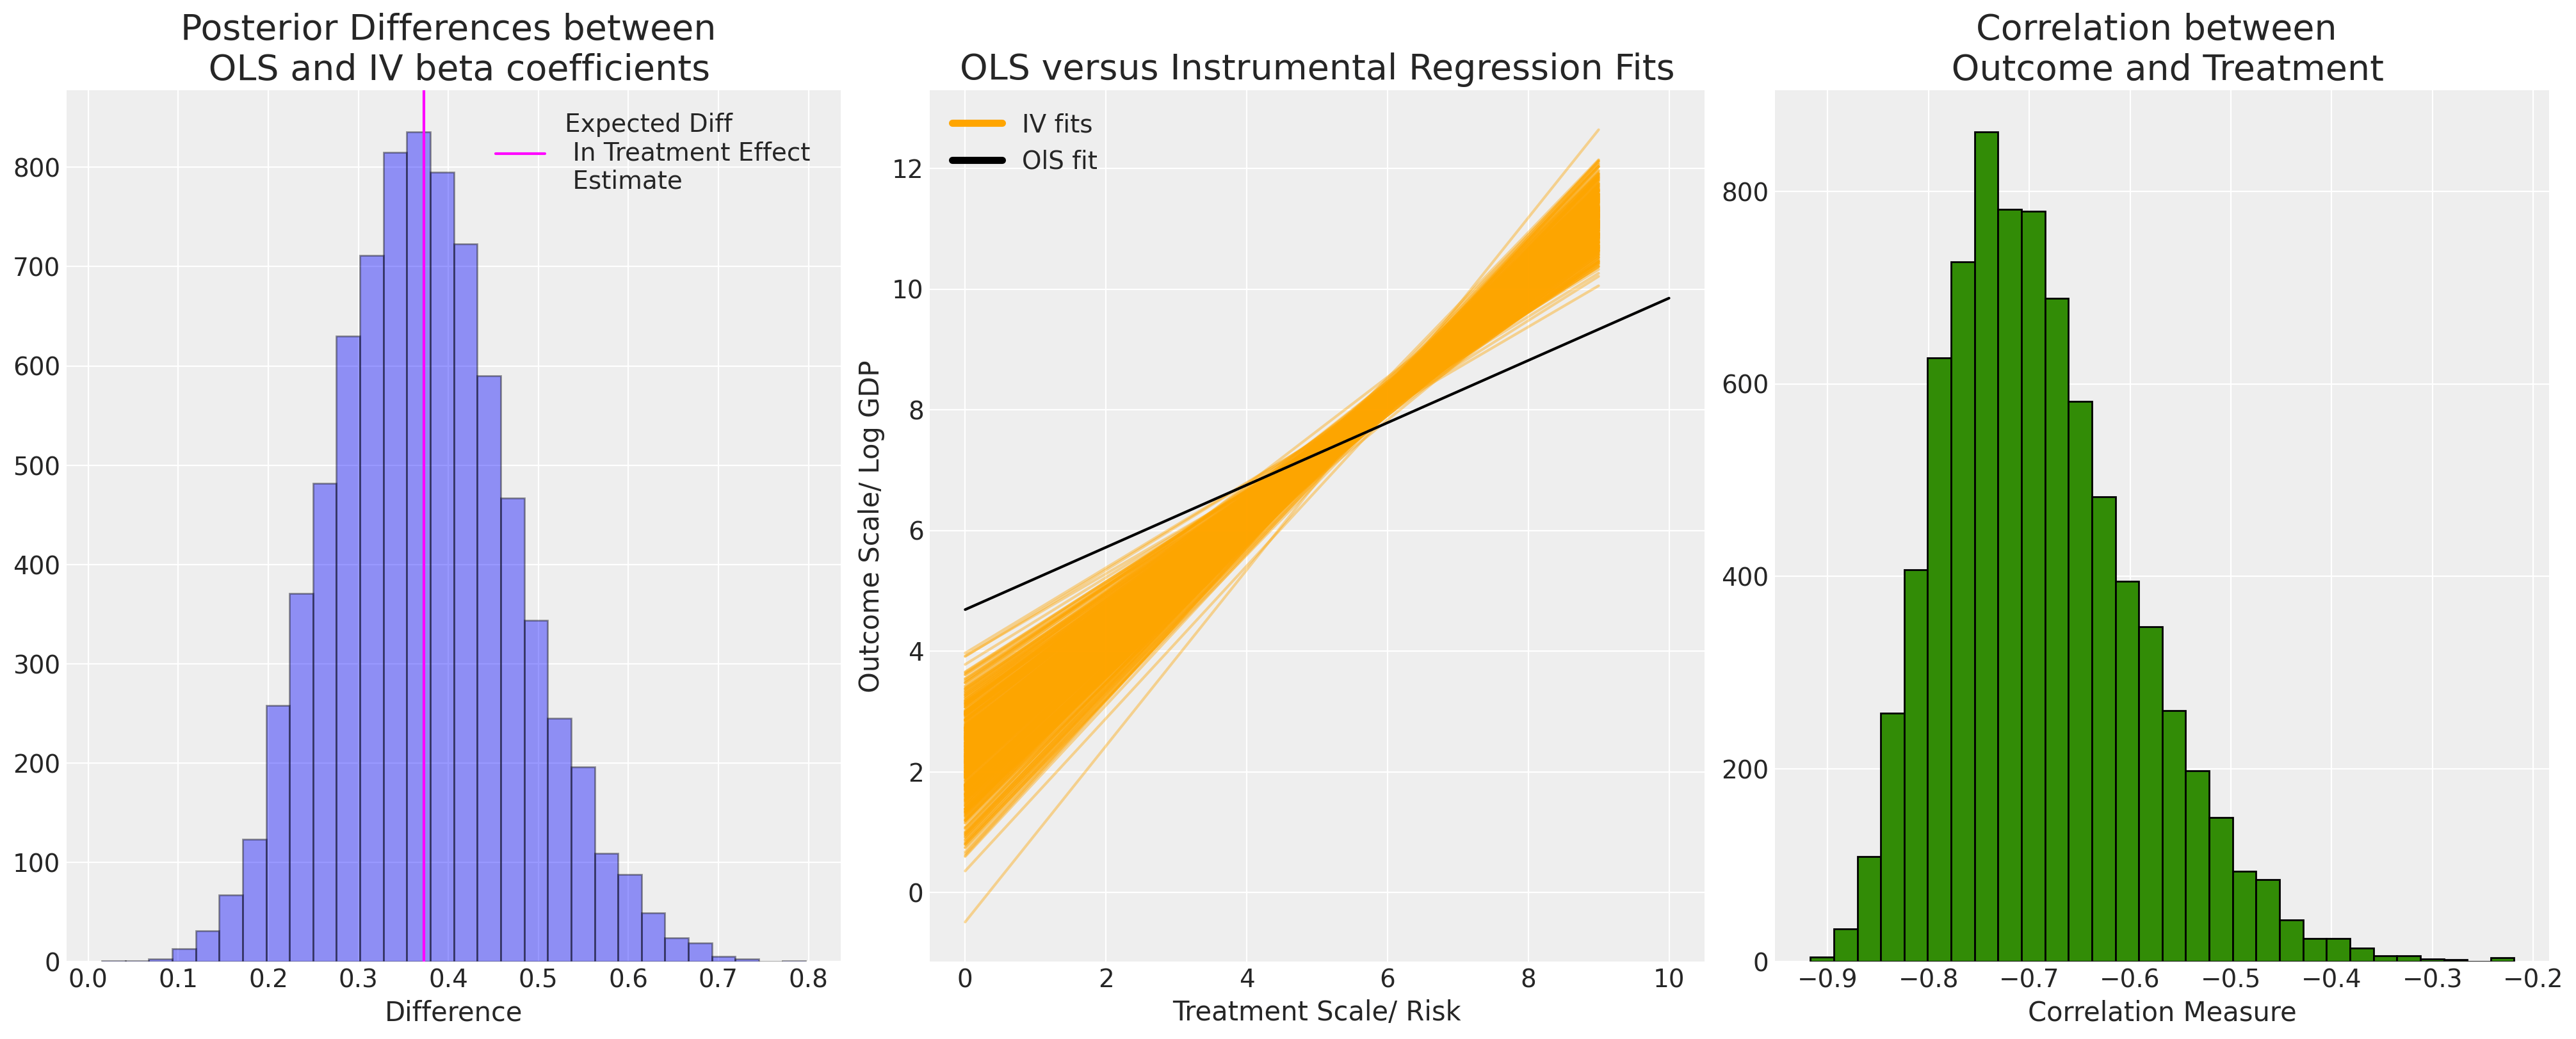 Posterior Differences between
OLS and IV beta coefficients
Expected Diff
In Treatment Effect
Estimate
800
700
600
500
400
300
200
100
0
0.0 0.1 0.2 0.3 0.4 0.5 0.6 0.7 0.8
Difference
OLS versus Instrumental Regression Fits
IV fits
OlS fit
Outcome Scale/ Log GDP
12
10
8
6
4
2
0
0 2 4 6 8 10
Treatment Scale/ Risk
Correlation between
Outcome and Treatment
800
600
400
200
0
−0.9 −0.8 −0.7 −0.6 −0.5 −0.4 −0.3 −0.2
Correlation Measure